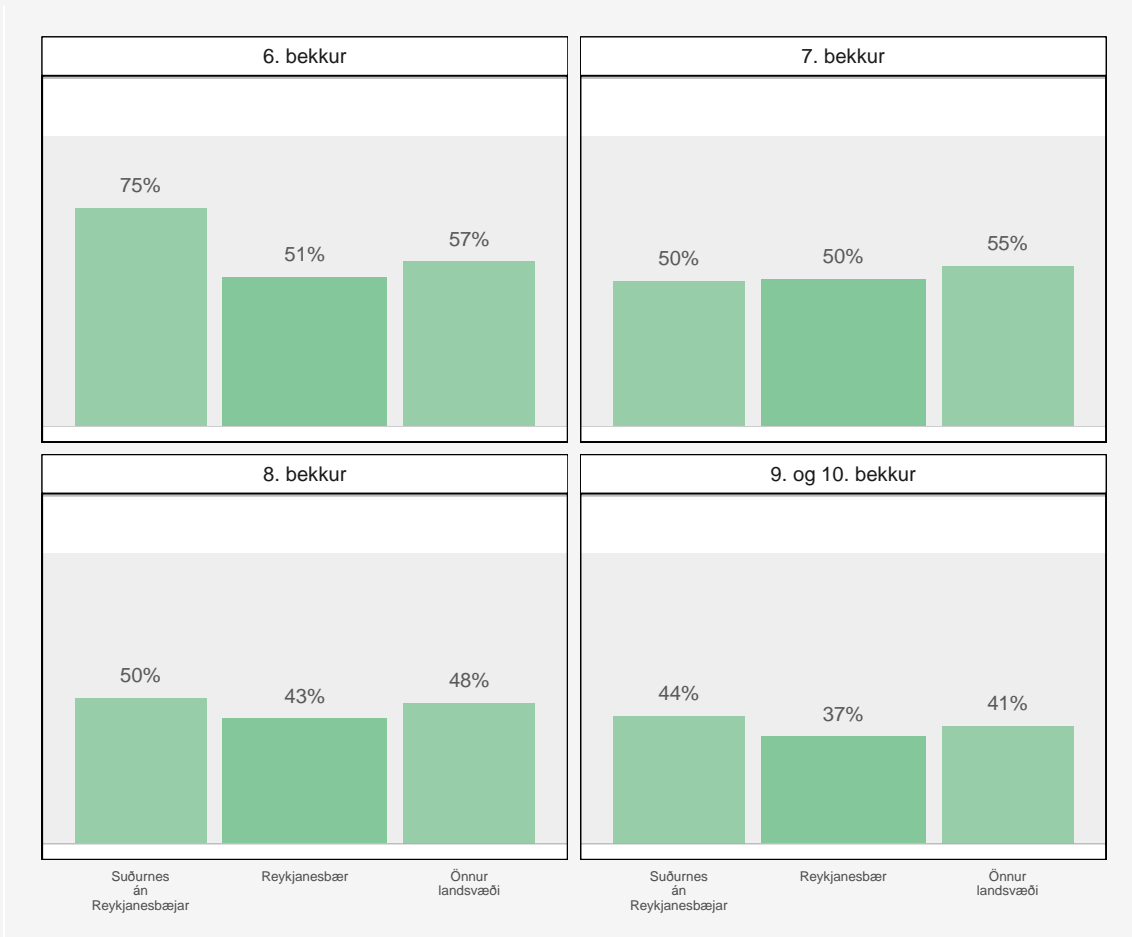 6. bekkur
75%
51%
57%
7. bekkur
50%
50%
55%
8. bekkur
50%
43%
48%
9. og 10. bekkur
44%
37%
41%
Suðurnes
án
Reykjanesbæjar
Reykjanesbær
Önnur
landsvæði
Suðurnes
án
Reykjanesbæjar
Reykjanesbær
Önnur
landsvæði